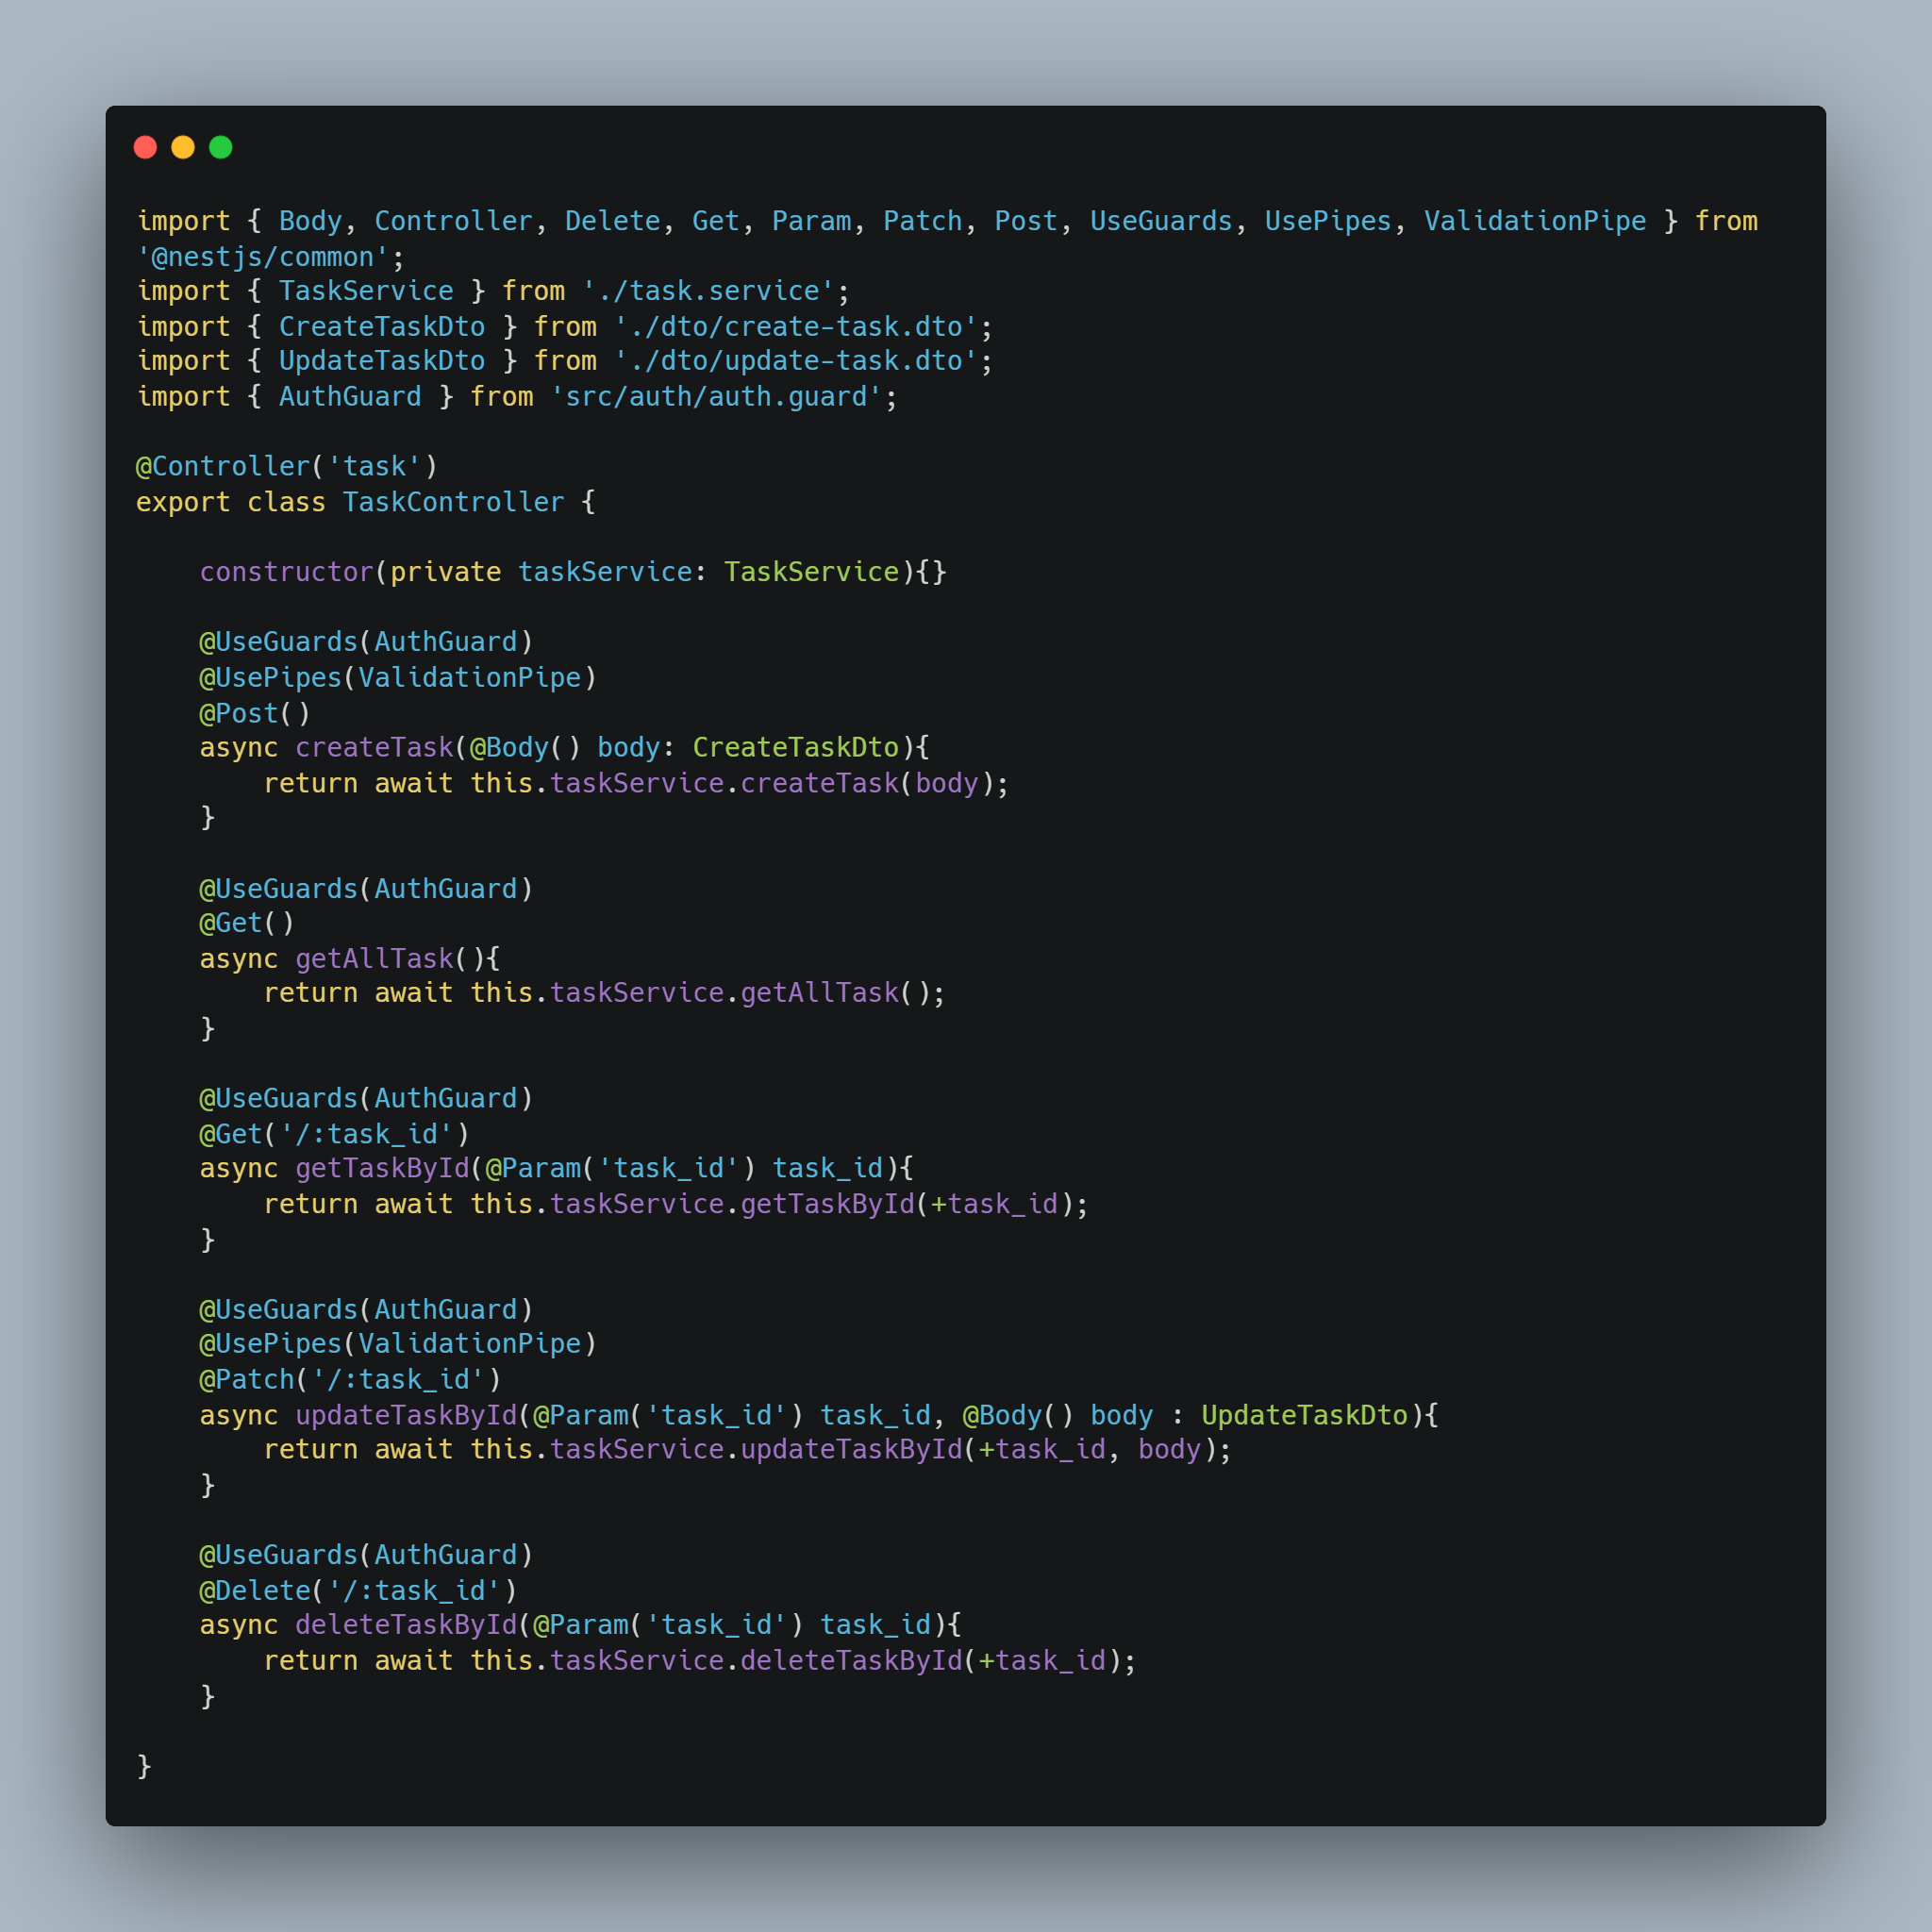 import { Body, Controller, Delete, Get, Param, Patch, Post, UseGuards, UsePipes, ValidationPipe } from
'@nestjs/common';
import { TaskService } from './task.service';
import { CreateTaskDto } from './dto/create-task.dto';
import { UpdateTaskDto } from './dto/update-task.dto';
import { AuthGuard } from 'src/auth/auth.guard';

@Controller('task')
export class TaskController {

    constructor(private taskService: TaskService){}

    @UseGuards(AuthGuard)
    @UsePipes(ValidationPipe)
    @Post()
    async createTask(@Body() body: CreateTaskDto){
        return await this.taskService.createTask(body);
    }

    @UseGuards(AuthGuard)
    @Get()
    async getAllTask(){
        return await this.taskService.getAllTask();
    }

    @UseGuards(AuthGuard)
    @Get('/:task_id')
    async getTaskById(@Param('task_id') task_id){
        return await this.taskService.getTaskById(+task_id);
    }

    @UseGuards(AuthGuard)
    @UsePipes(ValidationPipe)
    @Patch('/:task_id')
    async updateTaskById(@Param('task_id') task_id, @Body() body : UpdateTaskDto){
        return await this.taskService.updateTaskById(+task_id, body);
    }

    @UseGuards(AuthGuard)
    @Delete('/:task_id')
    async deleteTaskById(@Param('task_id') task_id){
        return await this.taskService.deleteTaskById(+task_id);
    }

}